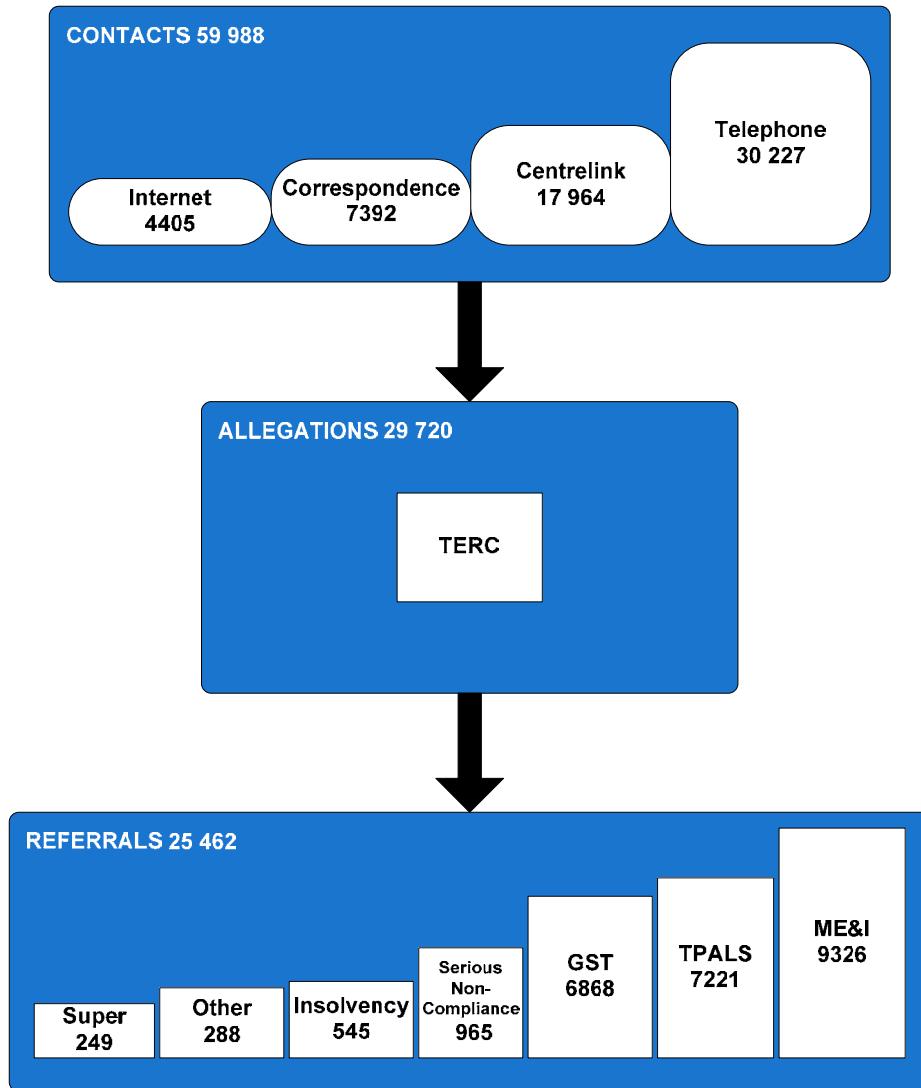 CONTACTS 59 988
Internet
4405
Correspondence
7392
Centrelink
17 964
Telephone
30 227
ALLEGATIONS 29 720
TERC
REFERRALS 25 462
Super
249
Other
288
Insolvency
545
Serious
Non-
Compliance
965
GST
6868
TPALS
7221
ME&I
9326